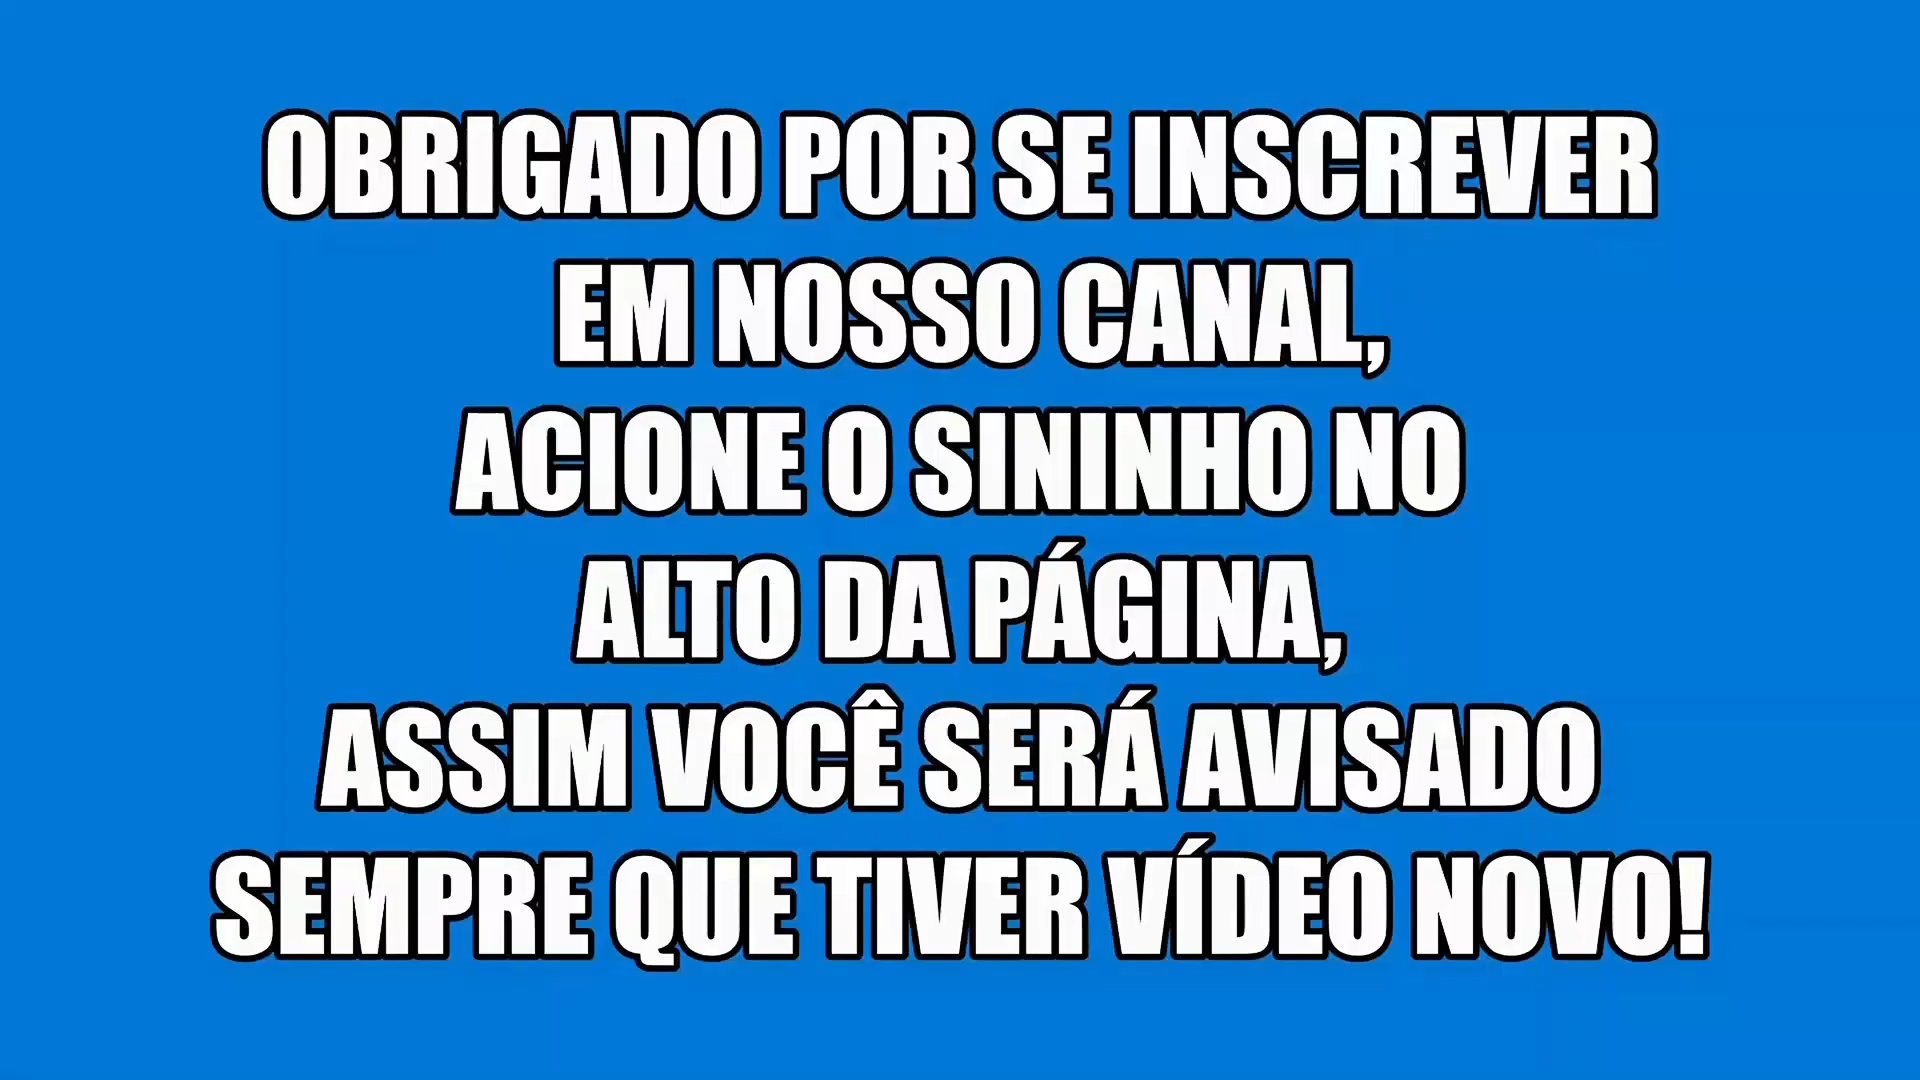 OBRIGADO POR SE INSCREVER
EM NOSSO CANAL,
ACIONE O SININHO NO
ALTO DA PÁGINA,
ASSIM VOCÊ SERÁ AVISADO
SEMPRE QUE TIVER VÍDEO NOVO!